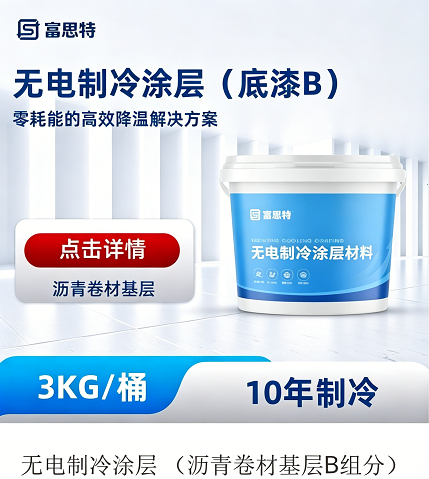 富思特
无电制冷涂层（底漆B）
零耗能的高效降温解决方案
富思特
无电制冷涂层材料
点击详情
沥青卷材基层
3KG/桶
10年制冷
无电制冷涂层 （沥青卷材基层B组分）